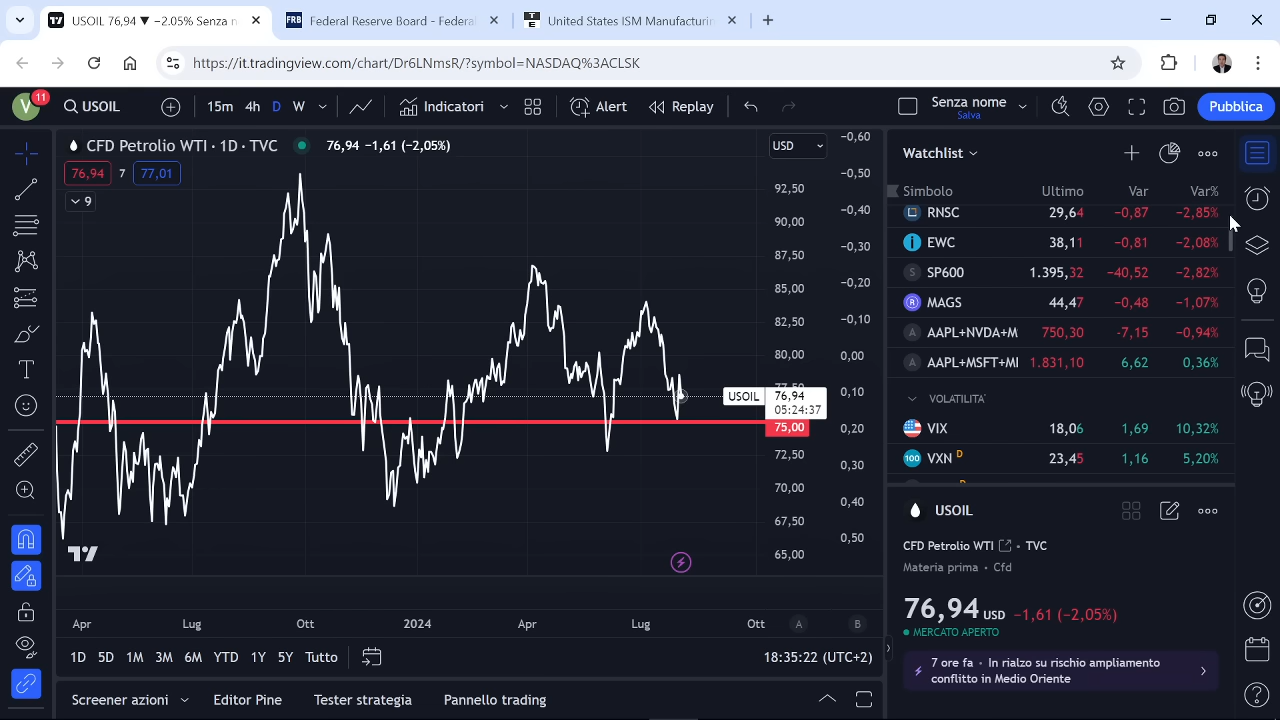 USOIL 76,94 ▼ −2.05% Senza n
FRB Federal Reserve Board - Federal
TE United States ISM Manufacturin
https://it.tradingview.com/chart/Dr6LNmsR/?symbol=NASDAQ%3ACLSK
V 11
USOIL
15m 4h D W
Indicatori
Alert
Replay
Senza nome
Salva
Pubblica
CFD Petrolio WTI · 1D · TVC
76,94 −1,61 (−2,05%)
76,94 7 77,01
9
USD
92,50
90,00
87,50
85,00
82,50
80,00
77,50
USOIL 76,94
05:24:37
75,00
72,50
70,00
67,50
65,00
−0,60
−0,50
−0,40
−0,30
−0,20
−0,10
0,00
0,10
0,20
0,30
0,40
0,50
Apr Lug Ott 2024 Apr Lug Ott A B
1D 5D 1M 3M 6M YTD 1Y 5Y Tutto
18:35:22 (UTC+2)
Screener azioni Editor Pine Tester strategia Pannello trading
Watchlist
Simbolo Ultimo Var Var%
RNSC 29,64 −0,87 −2,85%
EWC 38,11 −0,81 −2,08%
S SP600 1.395,32 −40,52 −2,82%
MAGS 44,47 −0,48 −1,07%
A AAPL+NVDA+M 750,30 −7,15 −0,94%
A AAPL+MSFT+MI 1.831,10 6,62 0,36%
VOLATILITA'
VIX 18,06 1,69 10,32%
100 VXN D 23,45 1,16 5,20%
D
USOIL
CFD Petrolio WTI • TVC
Materia prima • Cfd
76,94 USD −1,61 (−2,05%)
MERCATO APERTO
7 ore fa • In rialzo su rischio ampliamento
conflitto in Medio Oriente